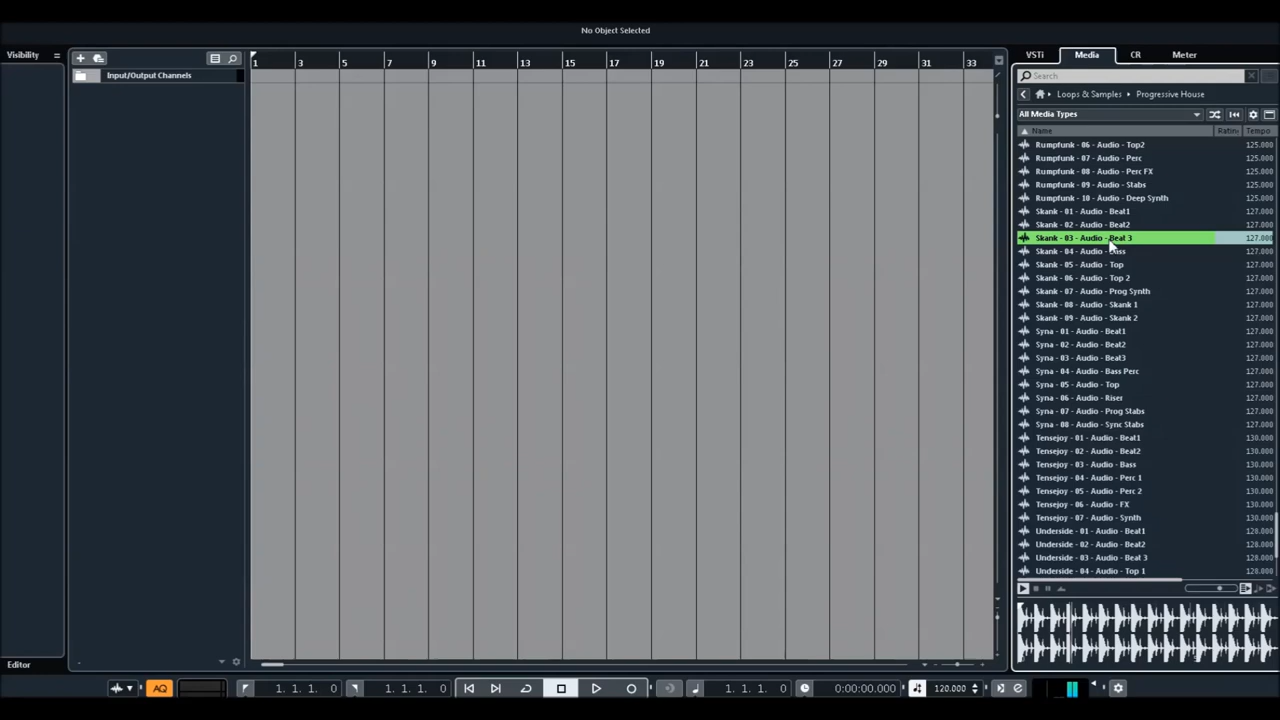 No Object Selected
Visibility
Input/Output Channels
1 3 5 7 9 11 13 15 17 19 21 23 25 27 29 31 33
VSTi Media CR Meter
Search
Loops & Samples Progressive House
All Media Types
Name Rating Tempo
Rumpfunk - 06 - Audio - Top2 125.000
Rumpfunk - 07 - Audio - Perc 125.000
Rumpfunk - 08 - Audio - Perc FX 125.000
Rumpfunk - 09 - Audio - Stabs 125.000
Rumpfunk - 10 - Audio - Deep Synth 125.000
Skank - 01 - Audio - Beat1 127.000
Skank - 02 - Audio - Beat2 127.000
Skank - 03 - Audio - Beat 3 127.000
Skank - 04 - Audio - Bass 127.000
Skank - 05 - Audio - Top 127.000
Skank - 06 - Audio - Top 2 127.000
Skank - 07 - Audio - Prog Synth 127.000
Skank - 08 - Audio - Skank 1 127.000
Skank - 09 - Audio - Skank 2 127.000
Syna - 01 - Audio - Beat1 127.000
Syna - 02 - Audio - Beat2 127.000
Syna - 03 - Audio - Beat3 127.000
Syna - 04 - Audio - Bass Perc 127.000
Syna - 05 - Audio - Top 127.000
Syna - 06 - Audio - Riser 127.000
Syna - 07 - Audio - Prog Stabs 127.000
Syna - 08 - Audio - Sync Stabs 127.000
Tensejoy - 01 - Audio - Beat1 130.000
Tensejoy - 02 - Audio - Beat2 130.000
Tensejoy - 03 - Audio - Bass 130.000
Tensejoy - 04 - Audio - Perc 1 130.000
Tensejoy - 05 - Audio - Perc 2 130.000
Tensejoy - 06 - Audio - FX 130.000
Tensejoy - 07 - Audio - Synth 130.000
Underside - 01 - Audio - Beat1 128.000
Underside - 02 - Audio - Beat2 128.000
Underside - 03 - Audio - Beat 3 128.000
Underside - 04 - Audio - Top 1 128.000
Editor
AQ 1. 1. 1. 0 1. 1. 1. 0 1. 1. 1. 0 0:00:00.000 120.000